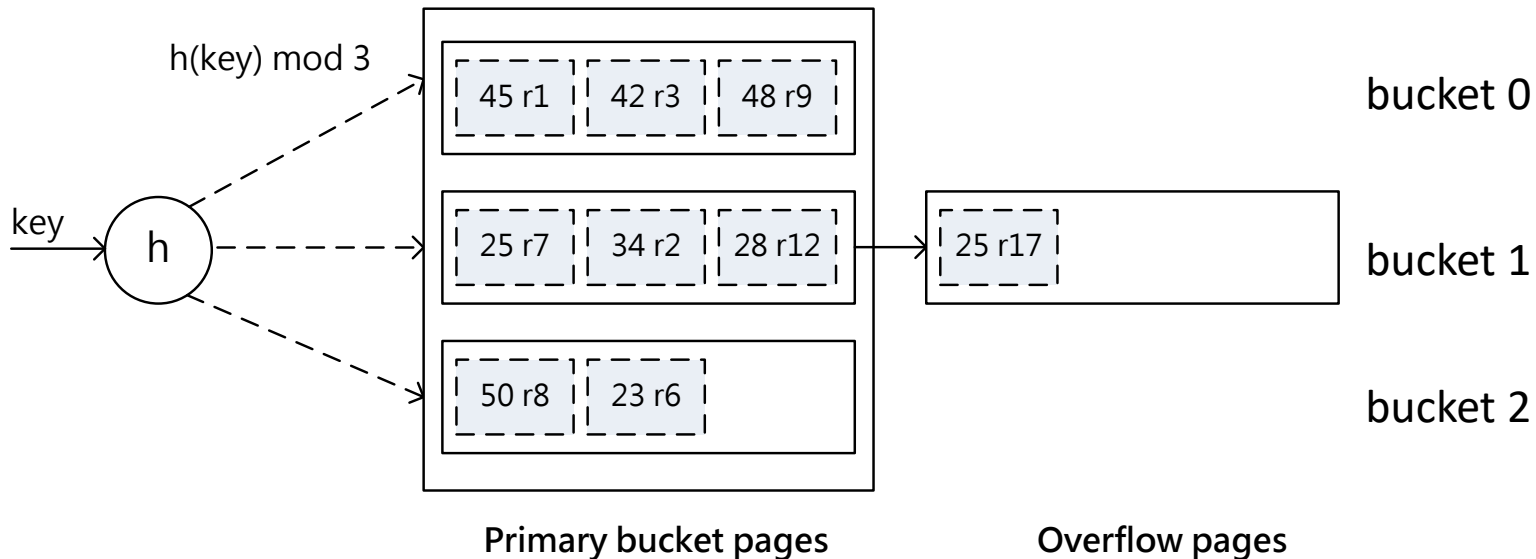 h(key) mod 3
45 r1 42 r3 48 r9 bucket 0
key
h
25 r7 34 r2 28 r12 25 r17 bucket 1
50 r8 23 r6 bucket 2
Primary bucket pages Overflow pages